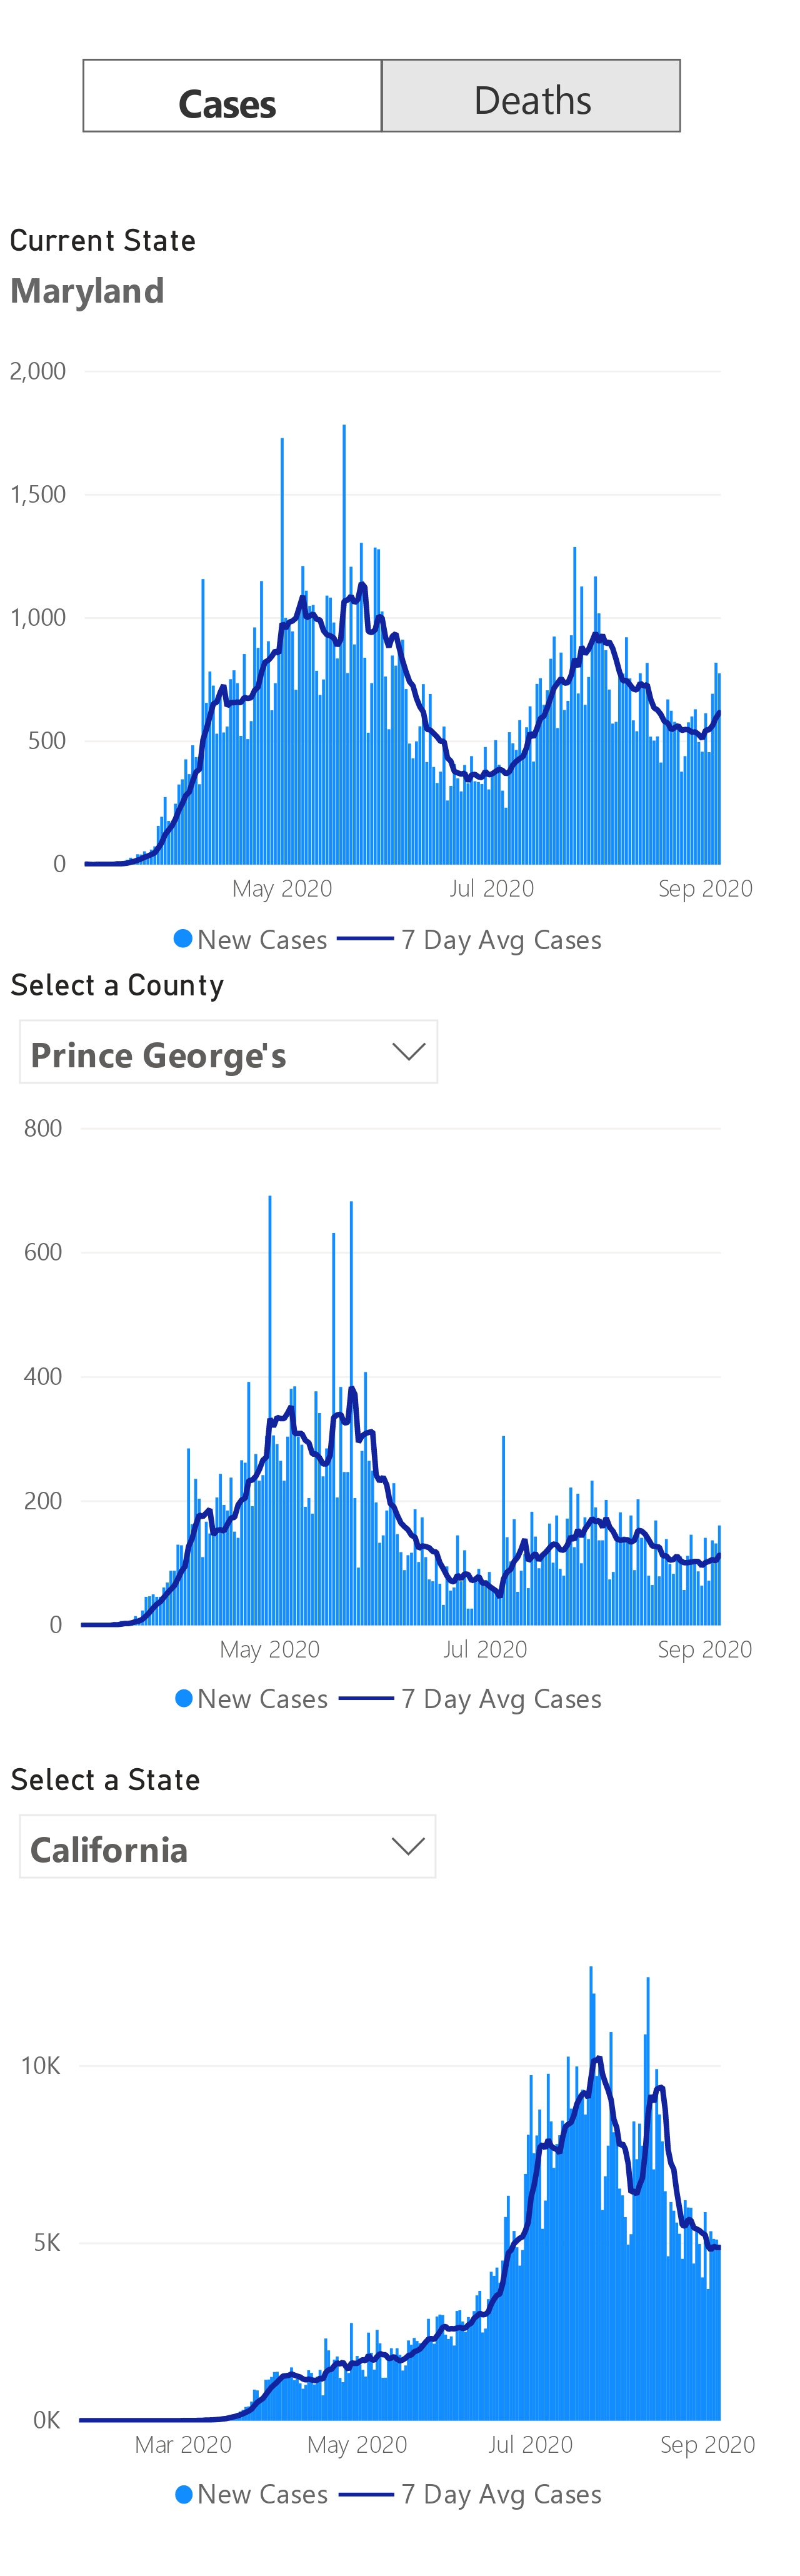 Cases Deaths
Current State
Maryland
2,000
1,500
1,000
500
0
May 2020 Jul 2020 Sep 2020
New Cases 7 Day Avg Cases
Select a County
Prince George's
800
600
400
200
0
May 2020 Jul 2020 Sep 2020
New Cases 7 Day Avg Cases
Select a State
California
10K
5K
0K
Mar 2020 May 2020 Jul 2020 Sep 2020
New Cases 7 Day Avg Cases